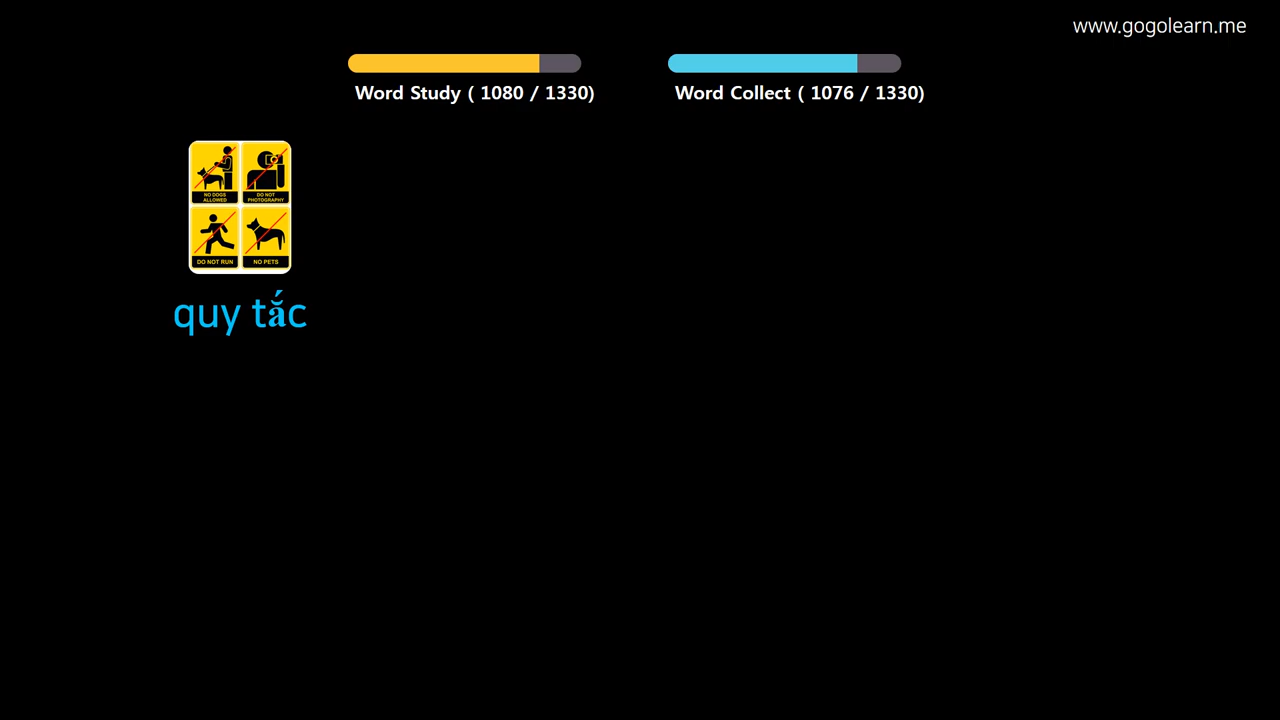 www.gogolearn.me
Word Study ( 1080 / 1330)
Word Collect ( 1076 / 1330)
NO DOGS
ALLOWED
DO NOT
PHOTOGRAPHY
DO NOT RUN
NO PETS
quy tắc